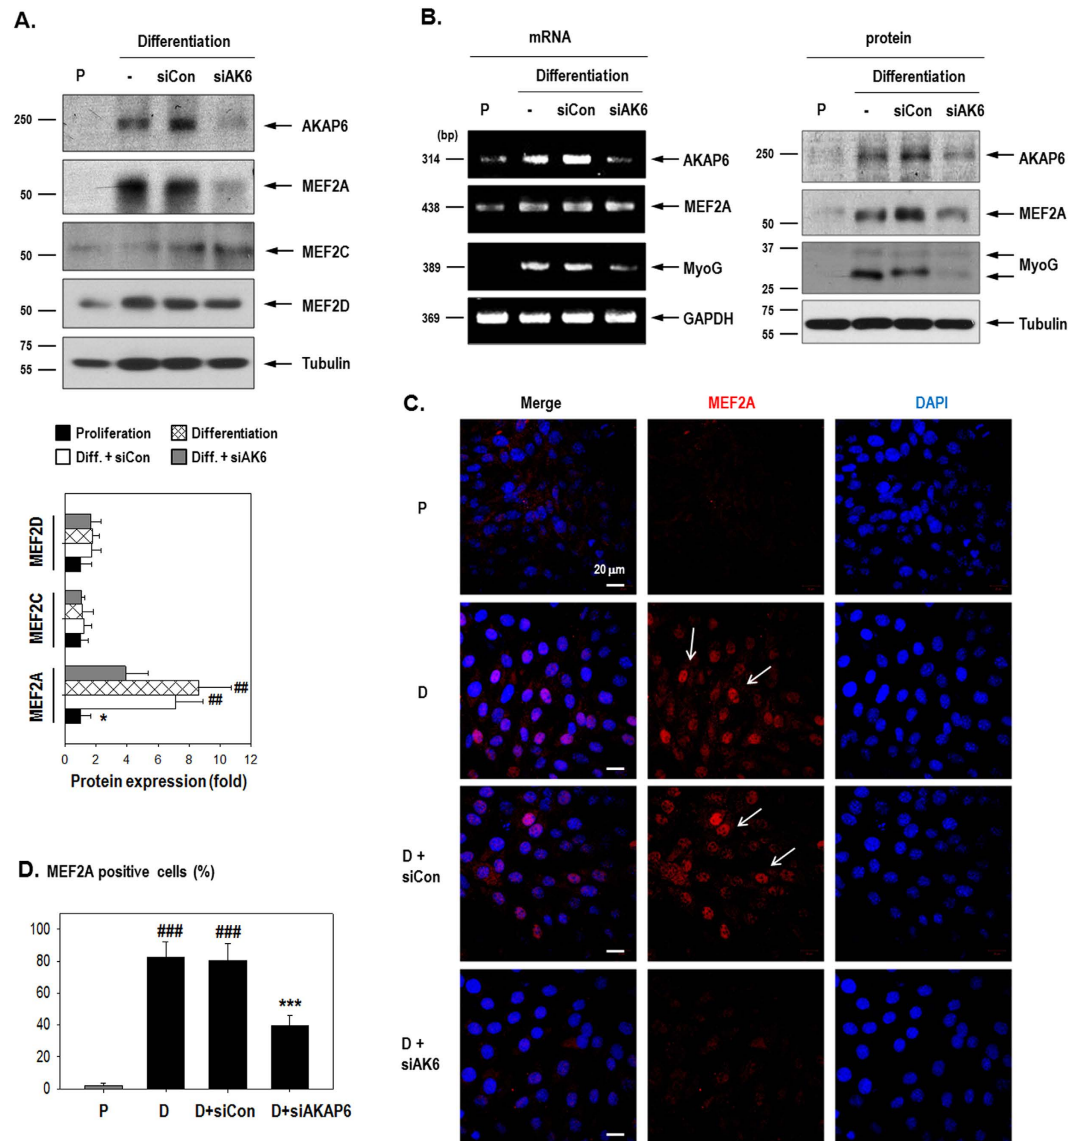 A.
Differentiation
P - siCon siAK6
250 AKAP6
50 MEF2A
50 MEF2C
50 MEF2D
75
55 Tubulin
Proliferation Differentiation
Diff. + siCon Diff. + siAK6
MEF2D
MEF2C
MEF2A
## 
##
*
0 2 4 6 8 10 12
Protein expression (fold)
B.
mRNA
Differentiation
P - siCon siAK6
(bp)
314 AKAP6
438 MEF2A
389 MyoG
369 GAPDH
protein
Differentiation
P - siCon siAK6
250 AKAP6
50 MEF2A
37
MyoG
25
75
55 Tubulin
C.
Merge MEF2A DAPI
P
20 µm
D
D +
siCon
D +
siAK6
D. MEF2A positive cells (%)
100
80
60
40
20
0
### ### ***
P D D+siCon D+siAKAP6